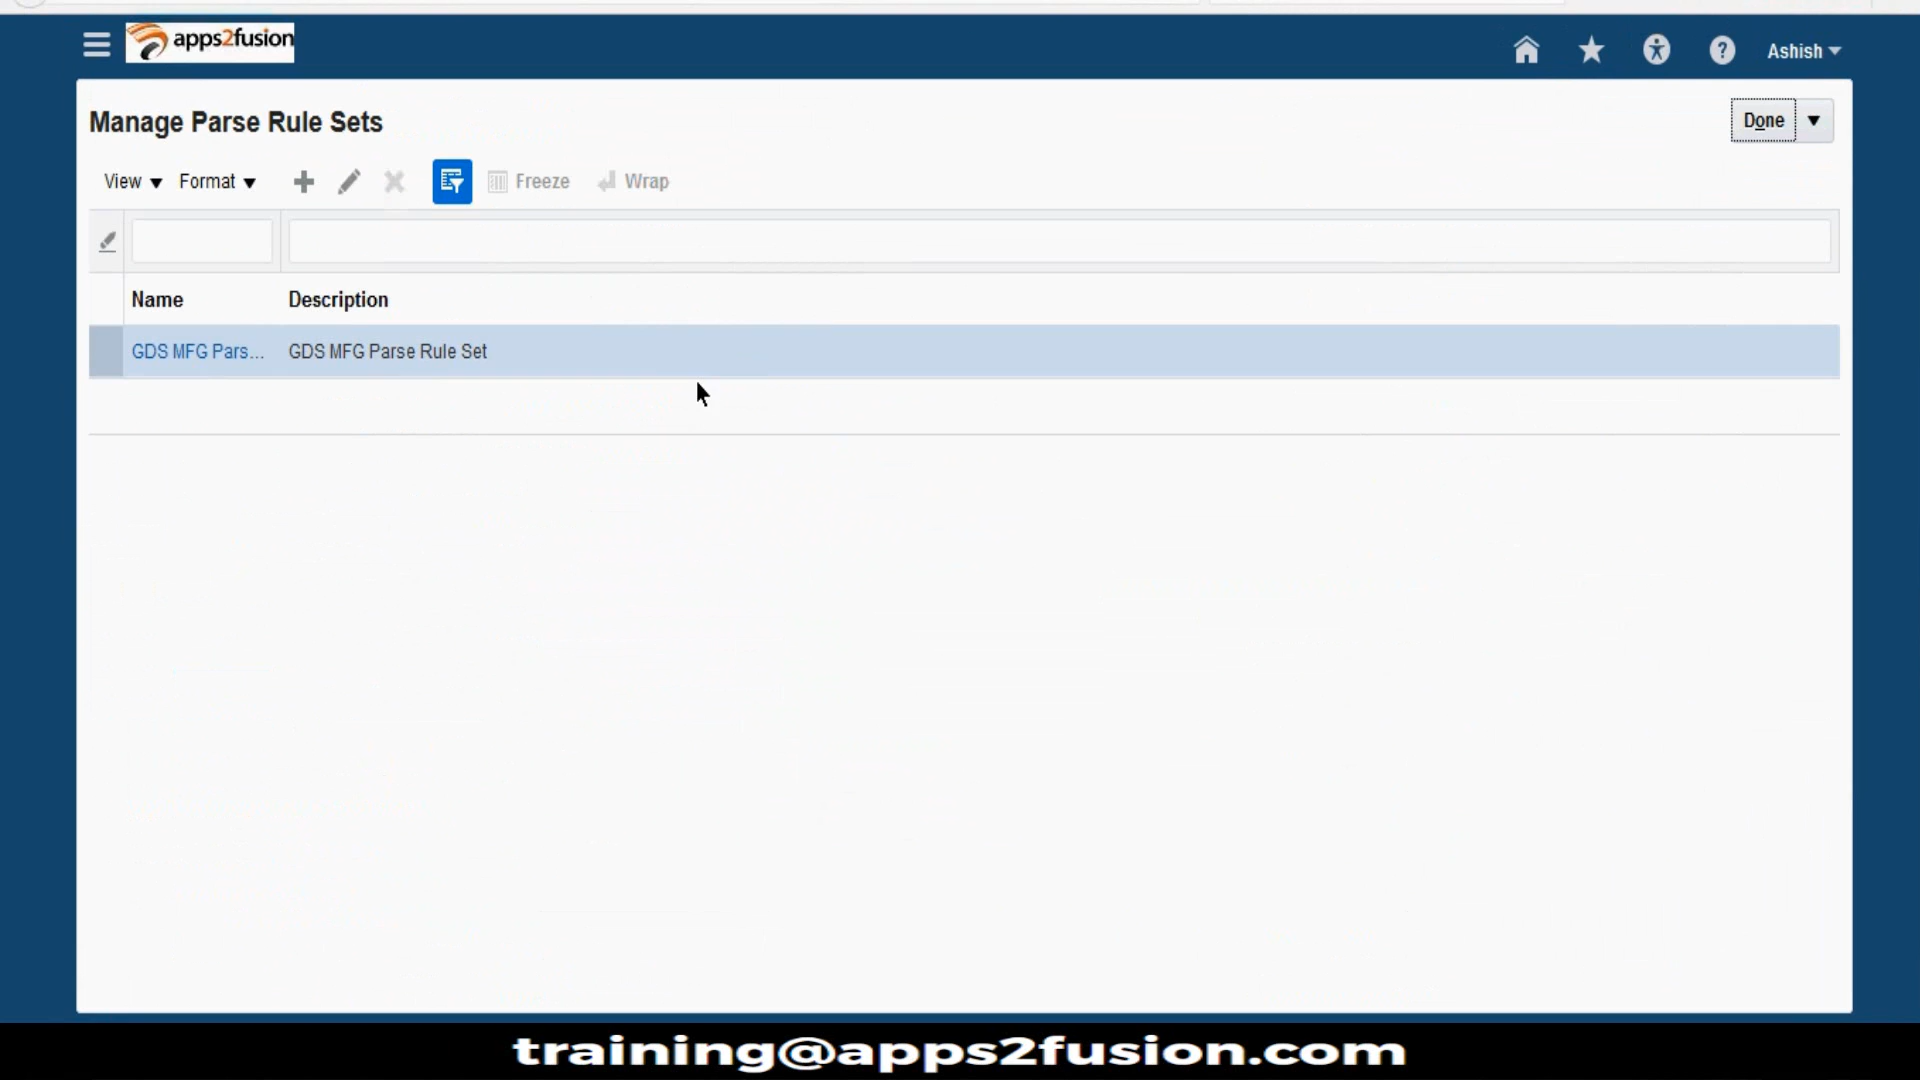 apps2fusion
Ashish
Manage Parse Rule Sets
Done
View Format Freeze Wrap
Name Description
GDS MFG Pars... GDS MFG Parse Rule Set
training@apps2fusion.com